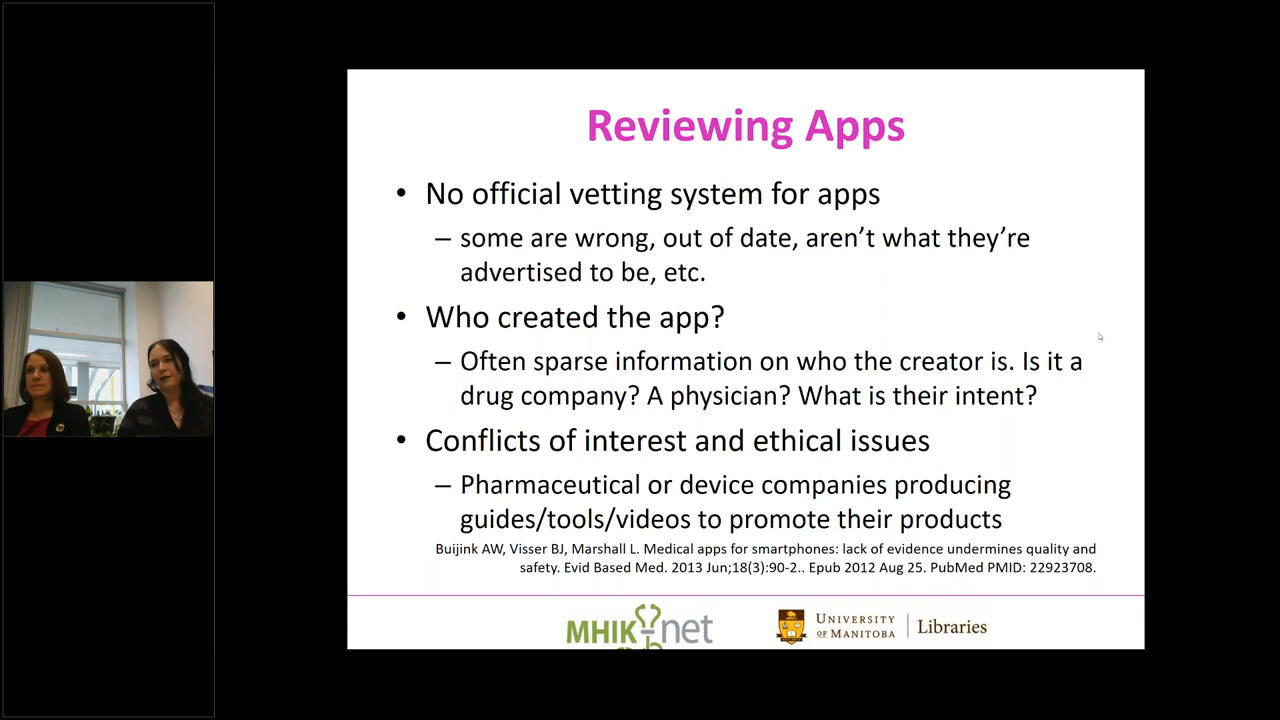 Reviewing Apps
• No official vetting system for apps
– some are wrong, out of date, aren’t what they’re
advertised to be, etc.
• Who created the app?
– Often sparse information on who the creator is. Is it a
drug company? A physician? What is their intent?
• Conflicts of interest and ethical issues
– Pharmaceutical or device companies producing
guides/tools/videos to promote their products
Buijink AW, Visser BJ, Marshall L. Medical apps for smartphones: lack of evidence undermines quality and
safety. Evid Based Med. 2013 Jun;18(3):90-2.. Epub 2012 Aug 25. PubMed PMID: 22923708.
MHIKnet
UNIVERSITY
OF MANITOBA
Libraries